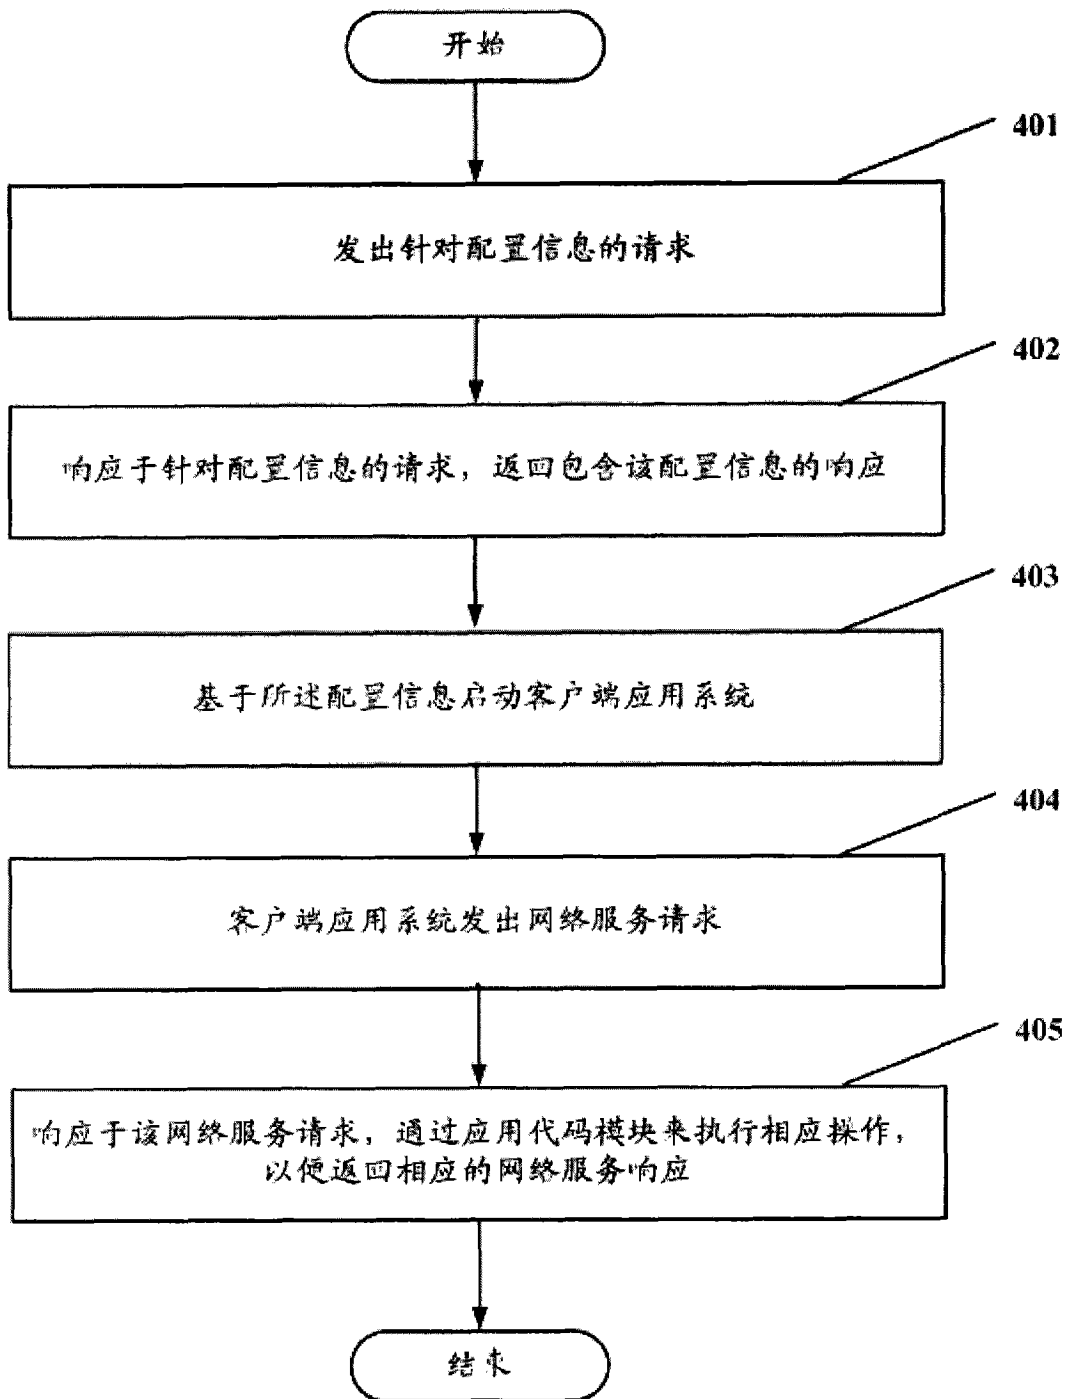 开始
401
发出针对配置信息的请求
402
响应于针对配置信息的请求，返回包含该配置信息的响应
403
基于所述配置信息启动客户端应用系统
404
客户端应用系统发出网络服务请求
405
响应于该网络服务请求，通过应用代码模块来执行相应操作，
以便返回相应的网络服务响应
结束